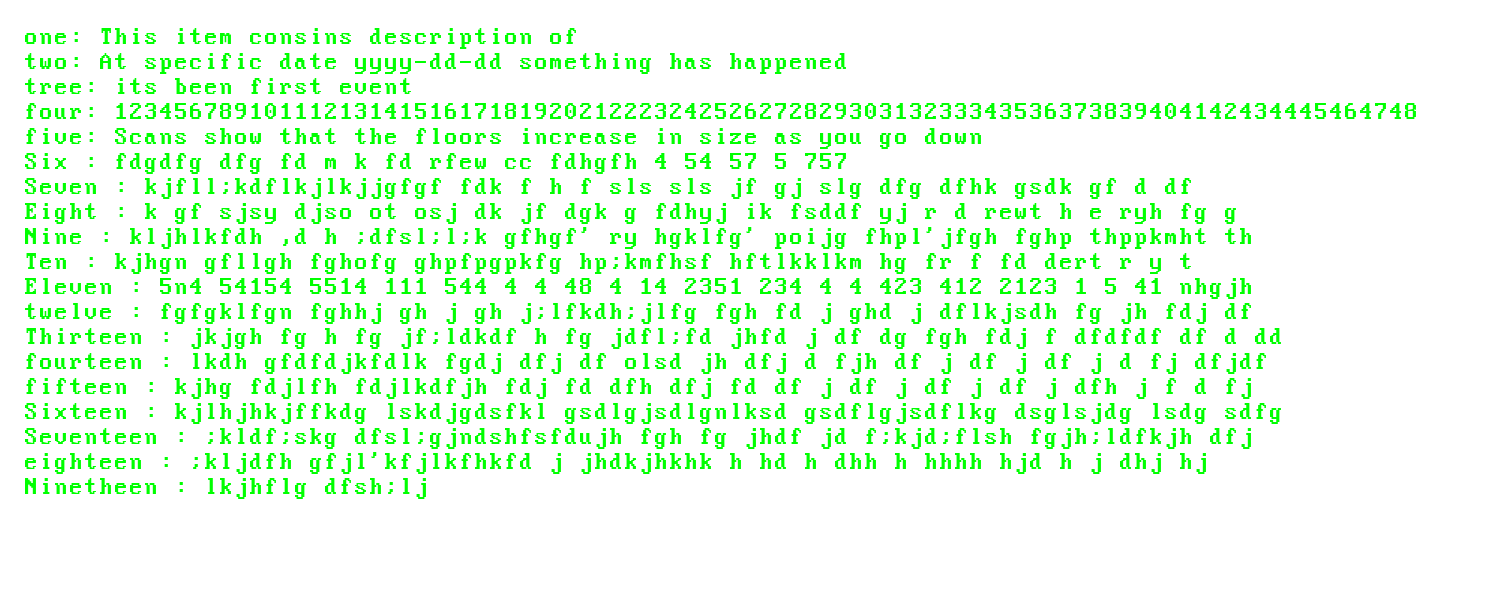 one: This item consins description of
two: At specific date yyyy-dd-dd something has happened
tree: its been first event
four: 123456789101112131415161718192021222324252627282930313233343536373839404142434445464748
five: Scans show that the floors increase in size as you go down
Six : fdgdfg dfg fd m k fd rfew cc fdhgfh 4 54 57 5 757
Seven : kjfll;kdflkjlkjjgfgf fdk f h f sls sls jf gj slg dfg dfhk gsdk gf d df
Eight : k gf sjsy djso ot osj dk jf dgk g fdhyj ik fsddf yj r d rewt h e ryh fg g
Nine : kljhlkfdh ,d h ;dfsl;l;k gfhgf' ry hgklfg' poijg fhpl'jfgh fghp thppkmht th
Ten : kjhgn gfllgh fghofg ghpfpgpkfg hp;kmfhsf hftlkklkm hg fr f fd dert r y t
Eleven : 5n4 54154 5514 111 544 4 4 48 4 14 2351 234 4 4 423 412 2123 1 5 41 nhgjh
twelve : fgfgklfgn fghhj gh j gh j;lfkdh;jlfg fgh fd j ghd j dflkjsdh fg jh fdj df
Thirteen : jkjgh fg h fg jf;ldkdf h fg jdfl;fd jhfd j df dg fgh fdj f dfdfdf df d dd
fourteen : lkdh gfdfdjkfdlk fgdj dfj df olsd jh dfj d fjh df j df j df j d fj dfjdf
fifteen : kjhg fdjlfh fdjlkdfjh fdj fd dfh dfj fd df j df j df j df j dfh j f d fj
Sixteen : kjlhjhkjffkdg lskdjgdsfkl gsdlgjsdlgnlksd gsdflgjsdflkg dsglsjdg lsdg sdfg
Seventeen : ;kldf;skg dfsl;gjndshfsfdujh fgh fg jhdf jd f;kjd;flsh fgjh;ldfkjh dfj
eighteen : ;kljdfh gfjl'kfjlkfhkfd j jhdkjhkhk h hd h dhh h hhhh hjd h j dhj hj
Ninetheen : lkjhflg dfsh;lj